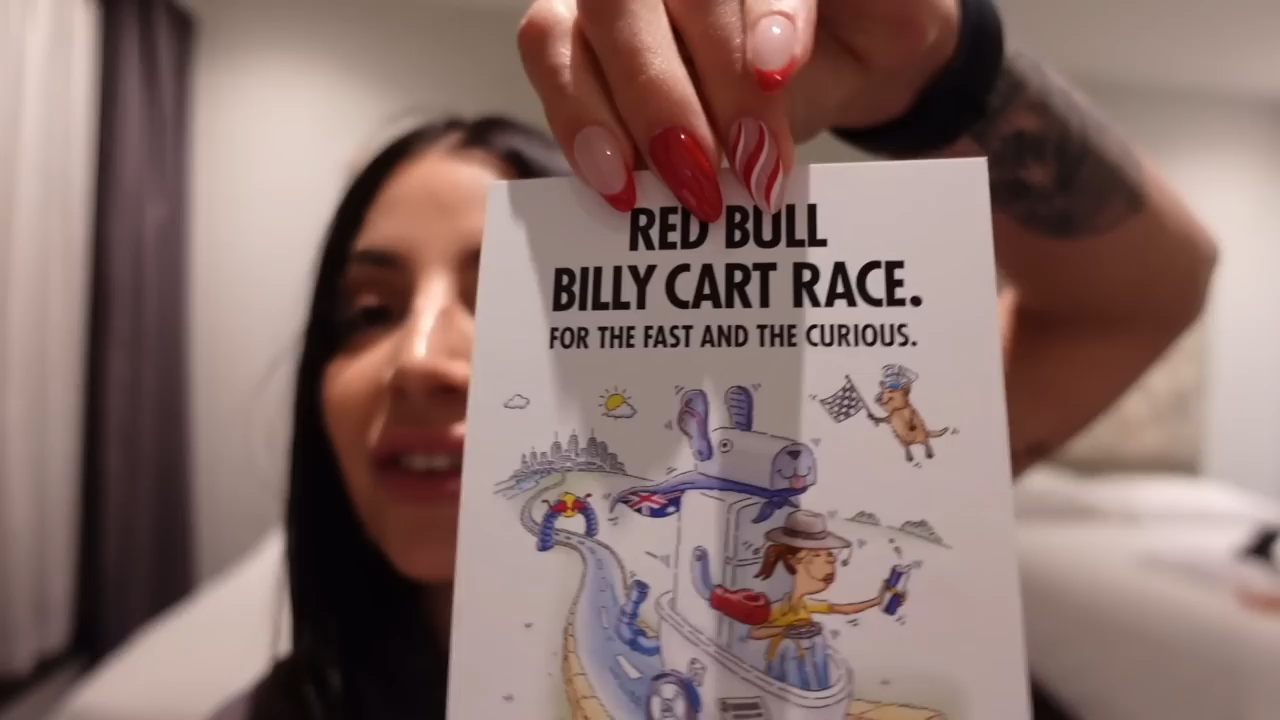 RED BULL
BILLY CART RACE.
FOR THE FAST AND THE CURIOUS.